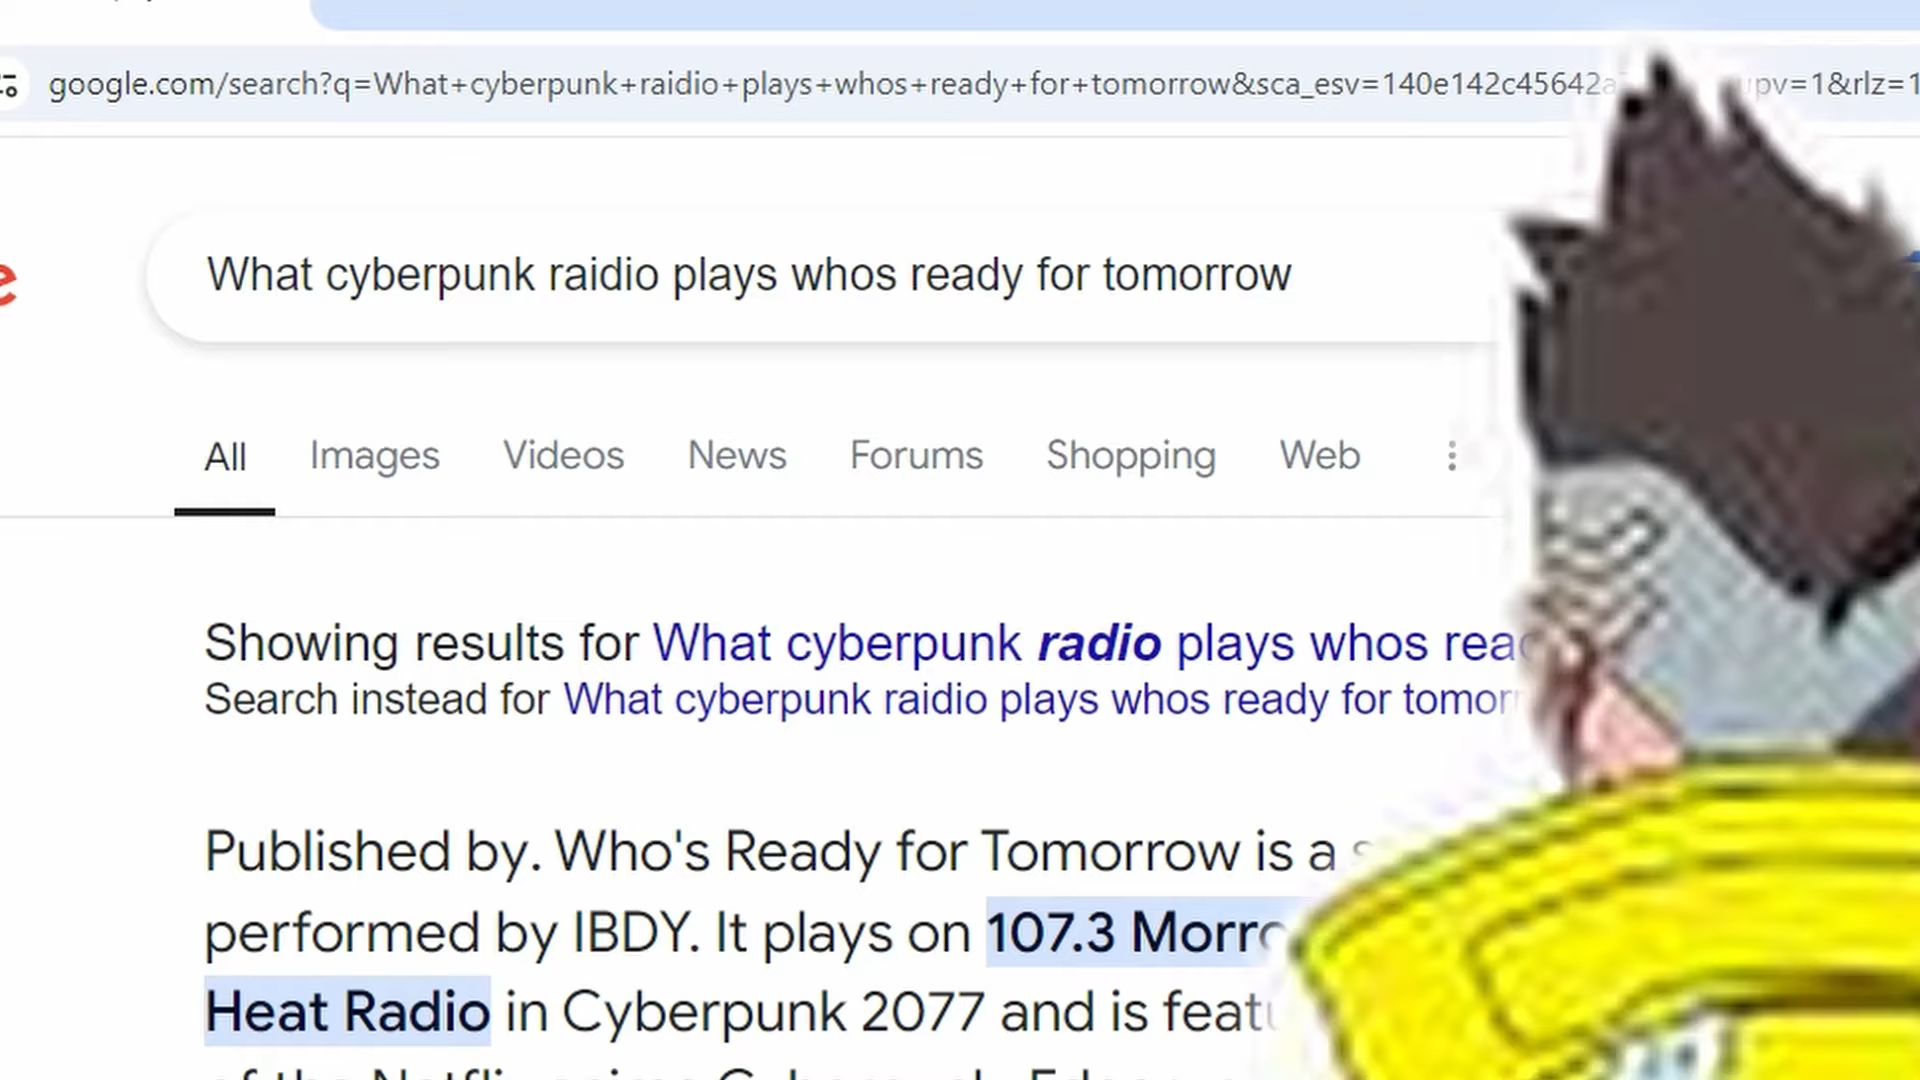 google.com/search?q=What+cyberpunk+raidio+plays+whos+ready+for+tomorrow&sca_esv=140e142c45642 pv=1&rlz=1
What cyberpunk raidio plays whos ready for tomorrow
All Images Videos News Forums Shopping Web
Showing results for What cyberpunk radio plays whos
Search instead for What cyberpunk raidio plays whos ready for
Published by. Who's Ready for Tomorrow is a
performed by IBDY. It plays on 107.3
Heat Radio in Cyberpunk 2077 and is